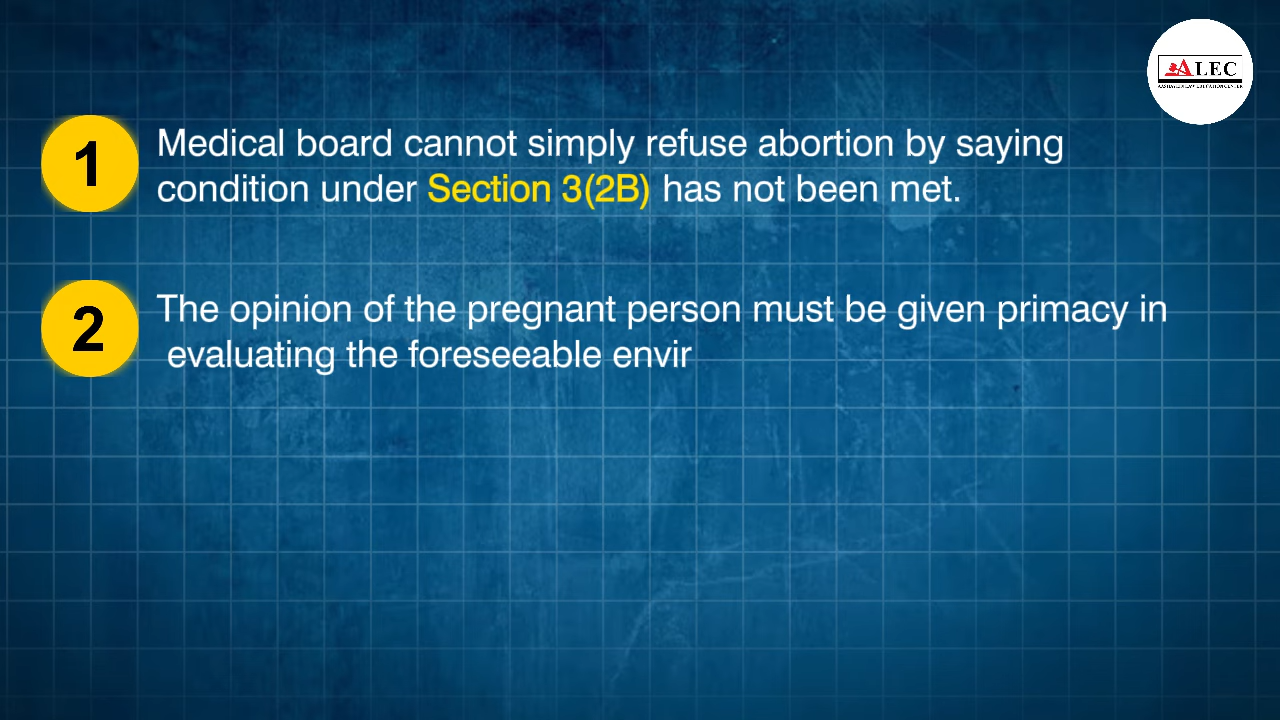 ALEC
1
Medical board cannot simply refuse abortion by saying
condition under Section 3(2B) has not been met.
2
The opinion of the pregnant person must be given primacy in
evaluating the foreseeable envir